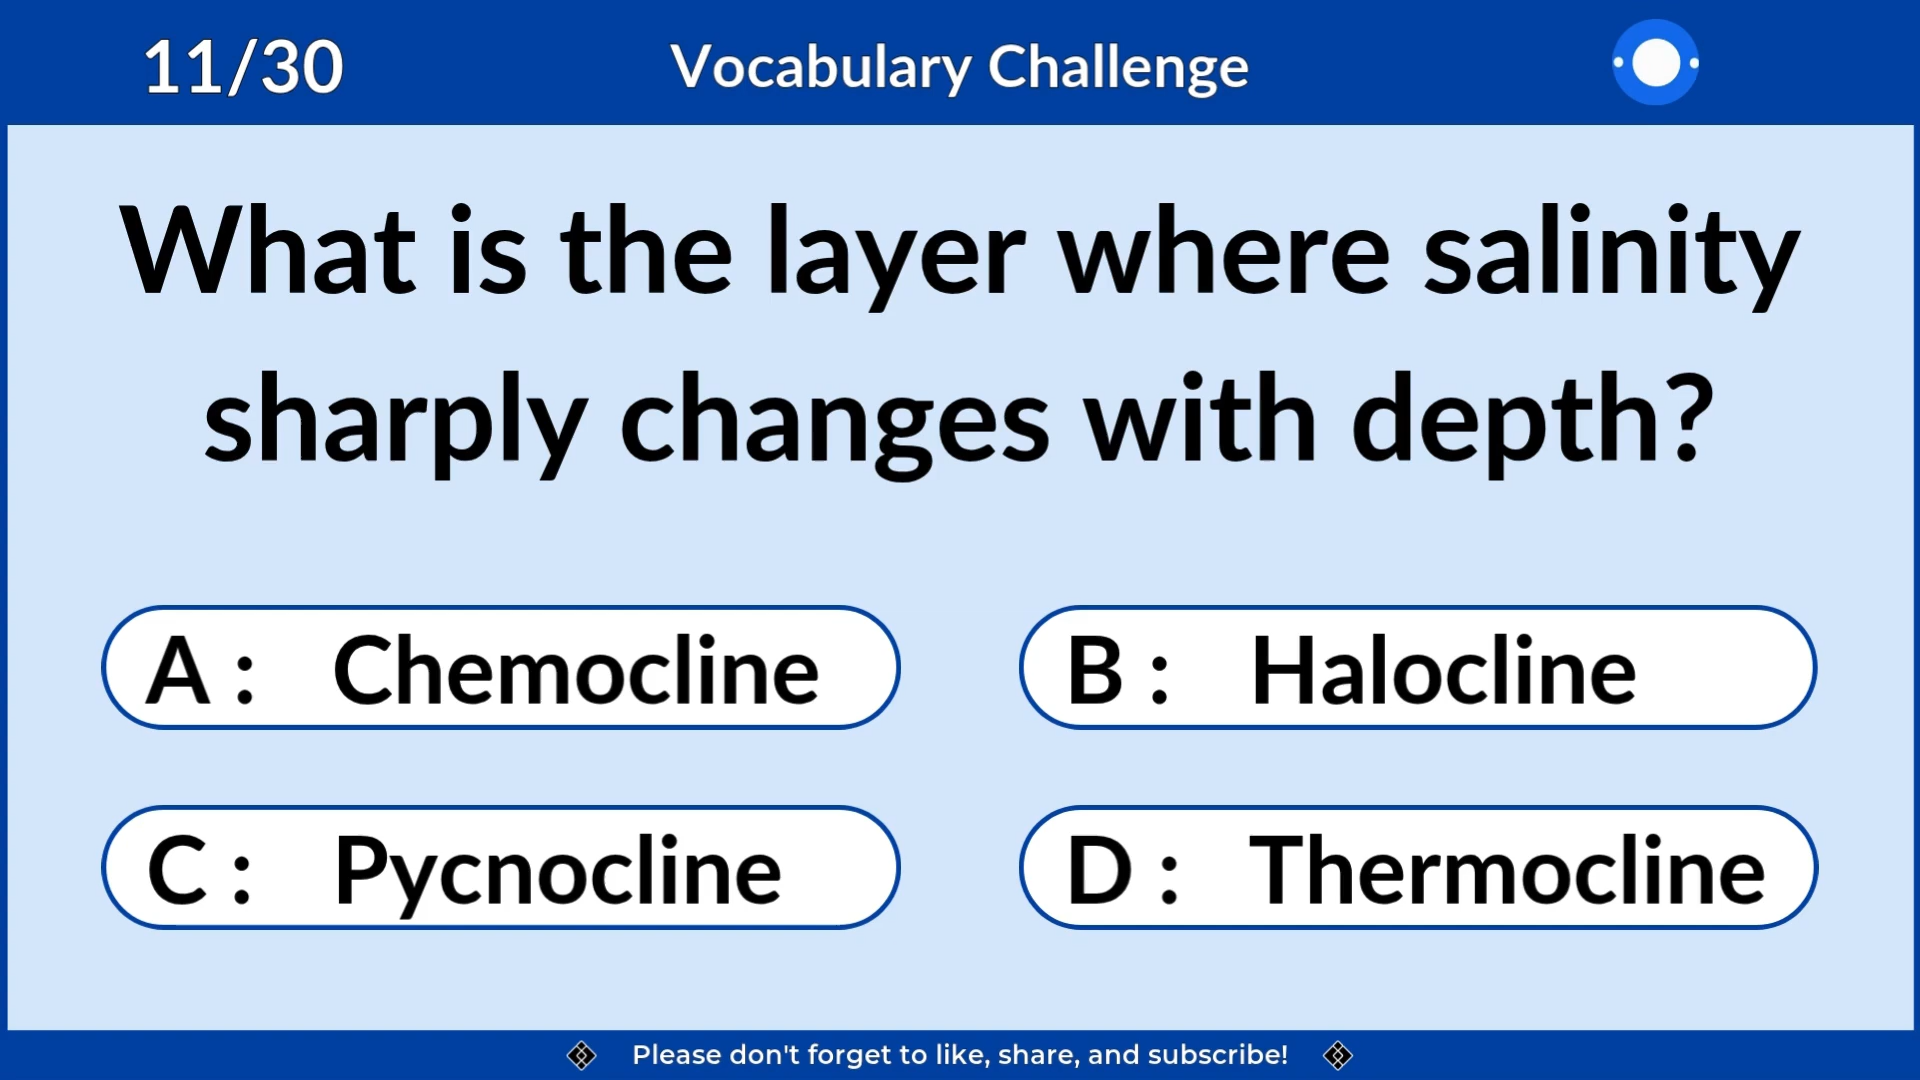 11/30
Vocabulary Challenge
What is the layer where salinity
sharply changes with depth?
A : Chemocline
B : Halocline
C : Pycnocline
D : Thermocline
Please don't forget to like, share, and subscribe!